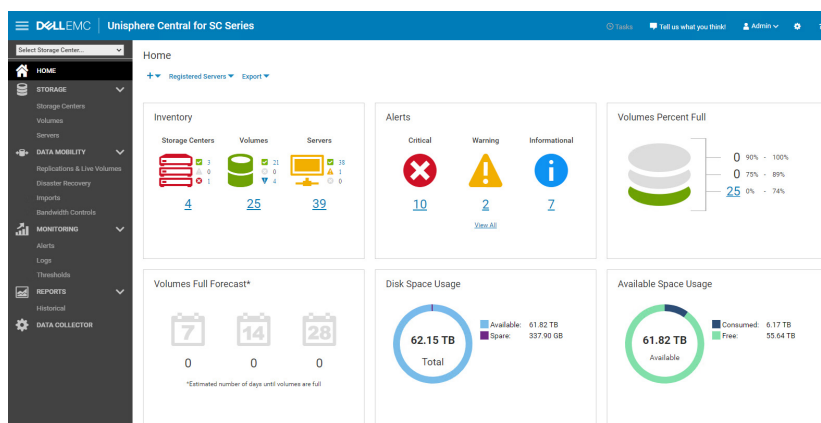 DELLEMC Unisphere Central for SC Series
Tasks Tell us what you think! Admin
Select Storage Center...
HOME
STORAGE
Storage Centers
Volumes
Servers
DATA MOBILITY
Replications & Live Volumes
Disaster Recovery
Imports
Bandwidth Controls
MONITORING
Alerts
Logs
Thresholds
REPORTS
Historical
DATA COLLECTOR
Home
+ Registered Servers Export
Inventory
Storage Centers Volumes Servers
3 21 38
0 0 1
1 4 0
4 25 39
Alerts
Critical Warning Informational
10 2 7
View All
Volumes Percent Full
0 90% - 100%
0 75% - 89%
25 0% - 74%
Volumes Full Forecast*
7 14 28
0 0 0
*Estimated number of days until volumes are full
Disk Space Usage
62.15 TB
Total
Available: 61.82 TB
Spare: 337.90 GB
Available Space Usage
61.82 TB
Available
Consumed: 6.17 TB
Free: 55.64 TB